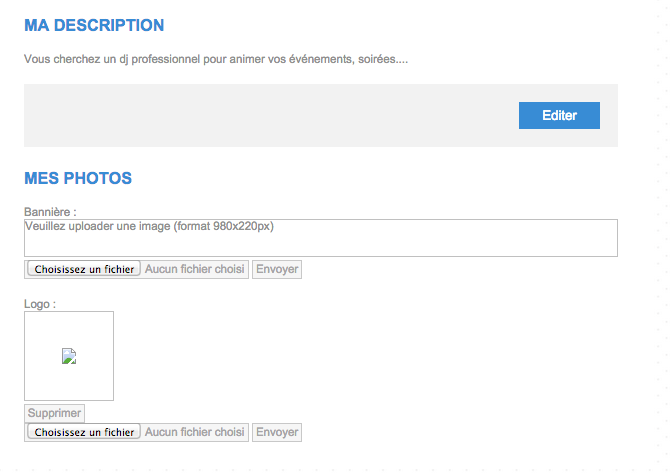 MA DESCRIPTION
Vous cherchez un dj professionnel pour animer vos événements, soirées....
Editer
MES PHOTOS
Bannière :
Veuillez uploader une image (format 980x220px)
Choisissez un fichier Aucun fichier choisi Envoyer
Logo :
Supprimer
Choisissez un fichier Aucun fichier choisi Envoyer